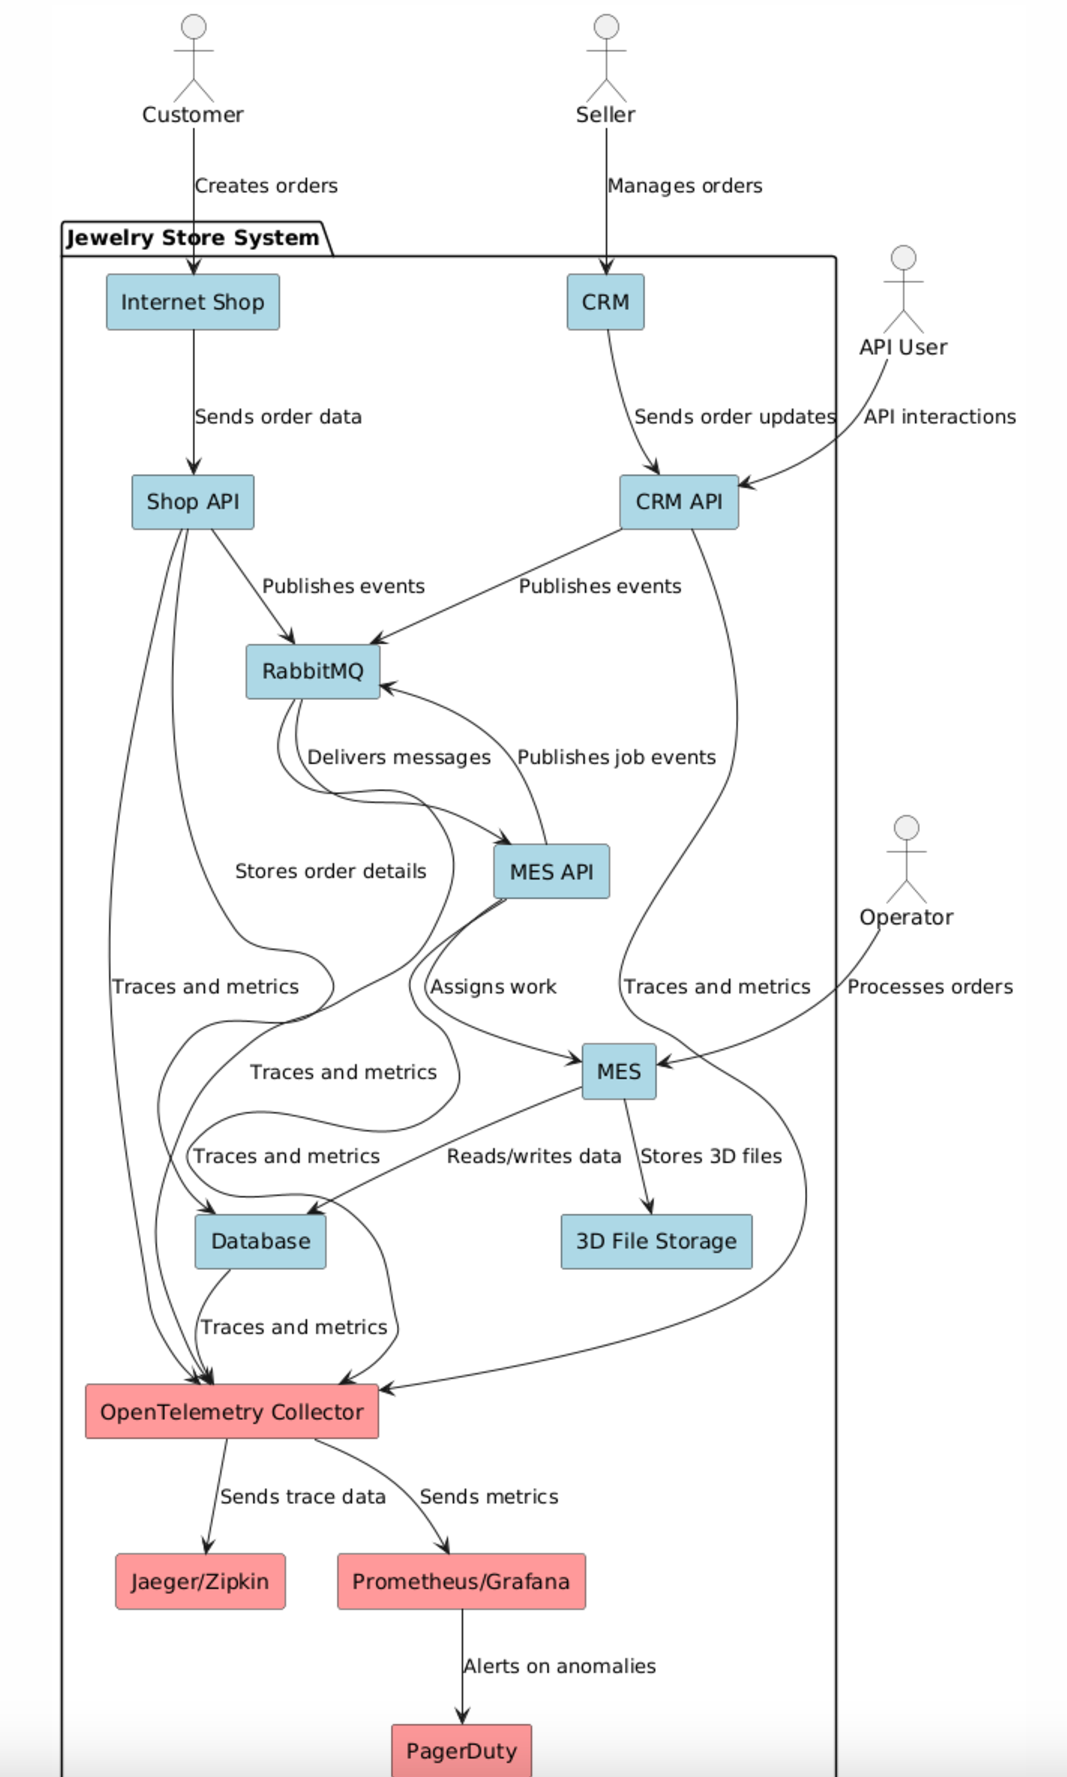 Customer
Seller
Creates orders
Manages orders
Jewelry Store System
Internet Shop
CRM
API User
Sends order data
Sends order updates
API interactions
Shop API
CRM API
Publishes events
Publishes events
RabbitMQ
Delivers messages
Publishes job events
Stores order details
MES API
Operator
Traces and metrics
Assigns work
Traces and metrics
Processes orders
Traces and metrics
MES
Traces and metrics
Reads/writes data
Stores 3D files
Database
3D File Storage
Traces and metrics
OpenTelemetry Collector
Sends trace data
Sends metrics
Jaeger/Zipkin
Prometheus/Grafana
Alerts on anomalies
PagerDuty